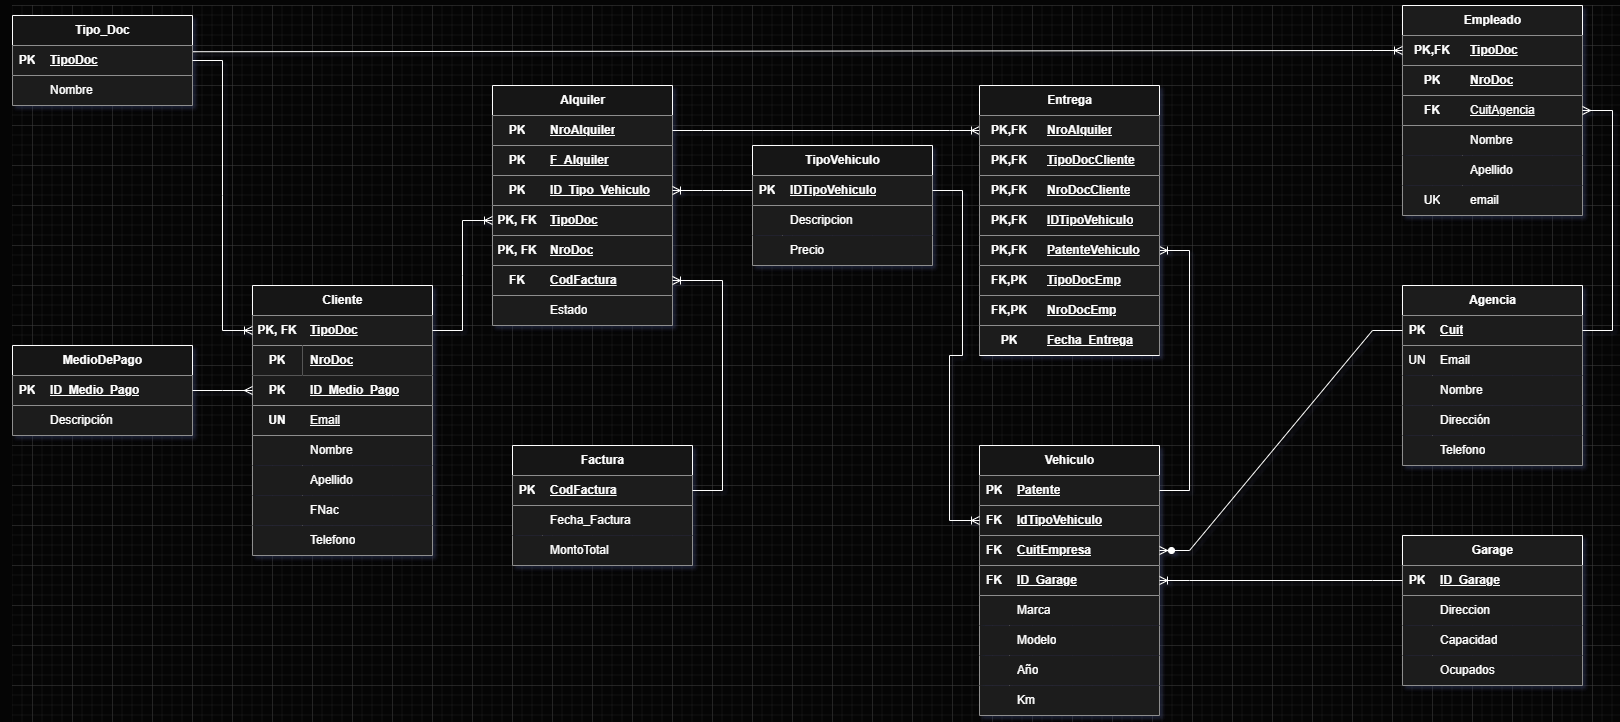 Tipo_Doc
PK TipoDoc
Nombre
Empleado
PK,FK TipoDoc
PK NroDoc
FK CuitAgencia
Nombre
Apellido
UK email
Alquiler
PK NroAlquiler
PK F_Alquiler
PK ID_Tipo_Vehiculo
PK, FK TipoDoc
PK, FK NroDoc
FK CodFactura
Estado
TipoVehiculo
PK IDTipoVehiculo
Descripcion
Precio
Entrega
PK,FK NroAlquiler
PK,FK TipoDocCliente
PK,FK NroDocCliente
PK,FK IDTipoVehiculo
PK,FK PatenteVehiculo
FK,PK TipoDocEmp
FK,PK NroDocEmp
PK Fecha_Entrega
Cliente
PK, FK TipoDoc
PK NroDoc
PK ID_Medio_Pago
UN Email
Nombre
Apellido
FNac
Telefono
MedioDePago
PK ID_Medio_Pago
Descripción
Agencia
PK Cuit
UN Email
Nombre
Dirección
Telefono
Factura
PK CodFactura
Fecha_Factura
MontoTotal
Vehiculo
PK Patente
FK IdTipoVehiculo
FK CuitEmpresa
FK ID_Garage
Marca
Modelo
Año
Km
Garage
PK ID_Garage
Direccion
Capacidad
Ocupados